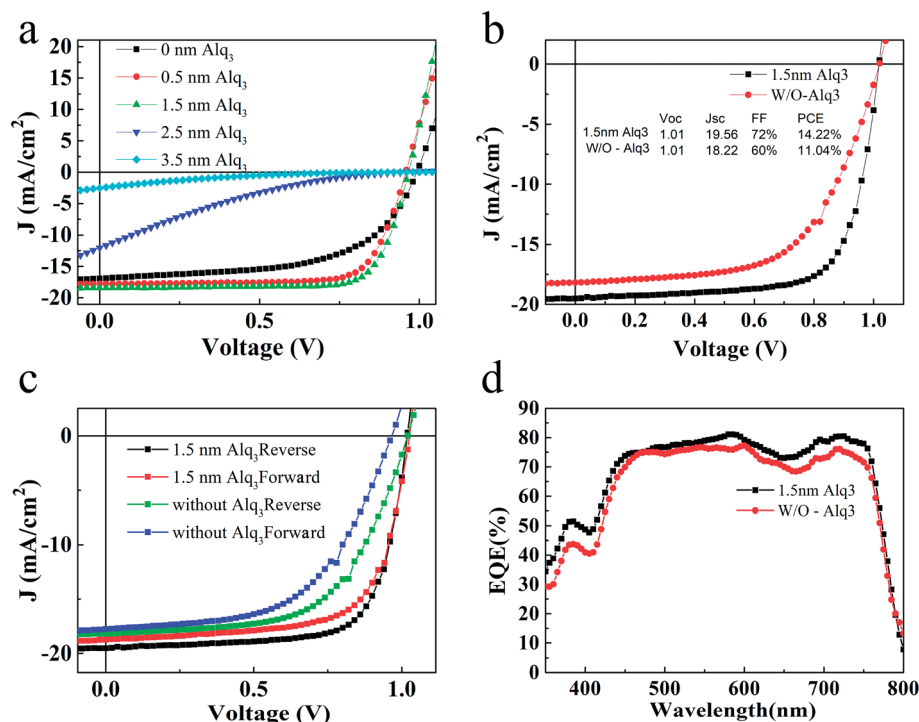 a
20
15
10
5
0
-5
-10
-15
-20
J (mA/cm²)
0 nm Alq₃
0.5 nm Alq₃
1.5 nm Alq₃
2.5 nm Alq₃
3.5 nm Alq₃
0.0 0.5 1.0
Voltage (V)
b
0
-5
-10
-15
-20
J (mA/cm²)
1.5nm Alq3
W/O-Alq3
Voc Jsc FF PCE
1.5nm Alq3 1.01 19.56 72% 14.22%
W/O - Alq3 1.01 18.22 60% 11.04%
0.0 0.2 0.4 0.6 0.8 1.0
Voltage (V)
c
0
-10
-20
J (mA/cm²)
1.5 nm Alq₃Reverse
1.5 nm Alq₃Forward
without Alq₃Reverse
without Alq₃Forward
0.0 0.5 1.0
Voltage (V)
d
90
80
70
60
50
40
30
20
10
0
EQE(%)
1.5nm Alq3
W/O - Alq3
400 500 600 700 800
Wavelength(nm)